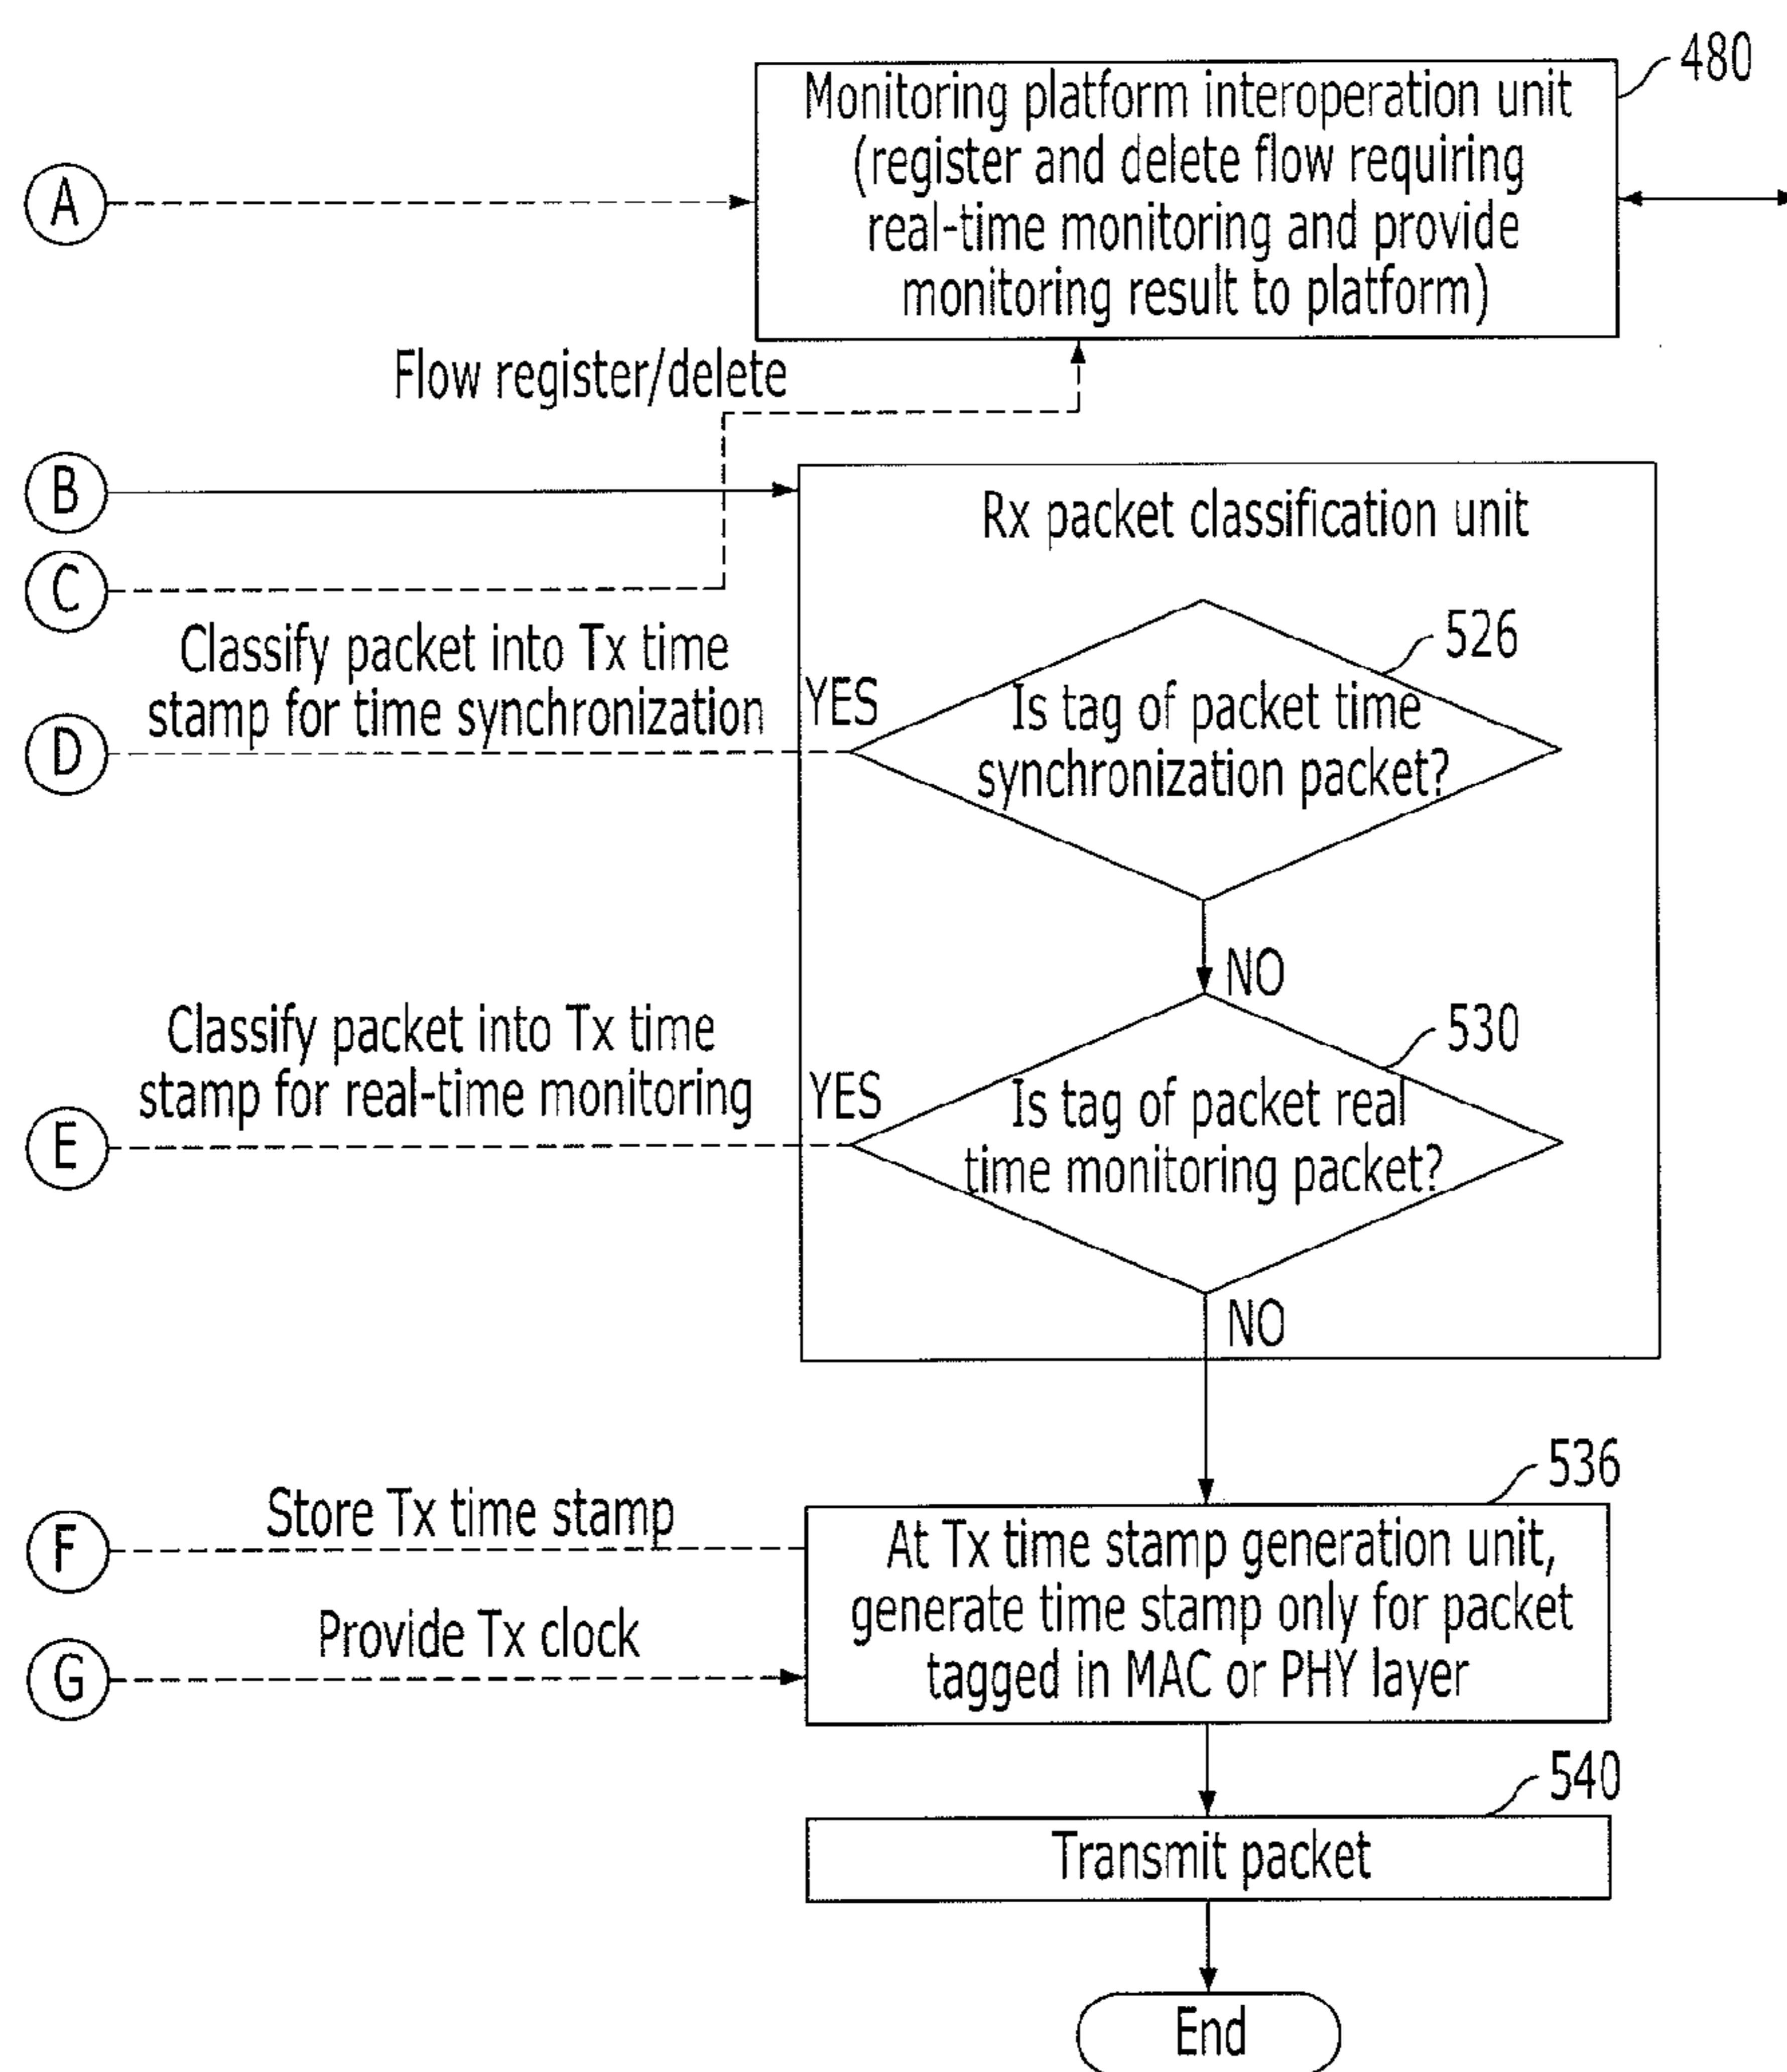 480
Monitoring platform interoperation unit
(register and delete flow requiring
real-time monitoring and provide
monitoring result to platform)
A
Flow register/delete
B
Rx packet classification unit
C
Classify packet into Tx time
stamp for time synchronization
D
YES
526
Is tag of packet time
synchronization packet?
NO
Classify packet into Tx time
stamp for real-time monitoring
E
YES
530
Is tag of packet real
time monitoring packet?
NO
536
Store Tx time stamp
F
At Tx time stamp generation unit,
generate time stamp only for packet
tagged in MAC or PHY layer
Provide Tx clock
G
540
Transmit packet
End